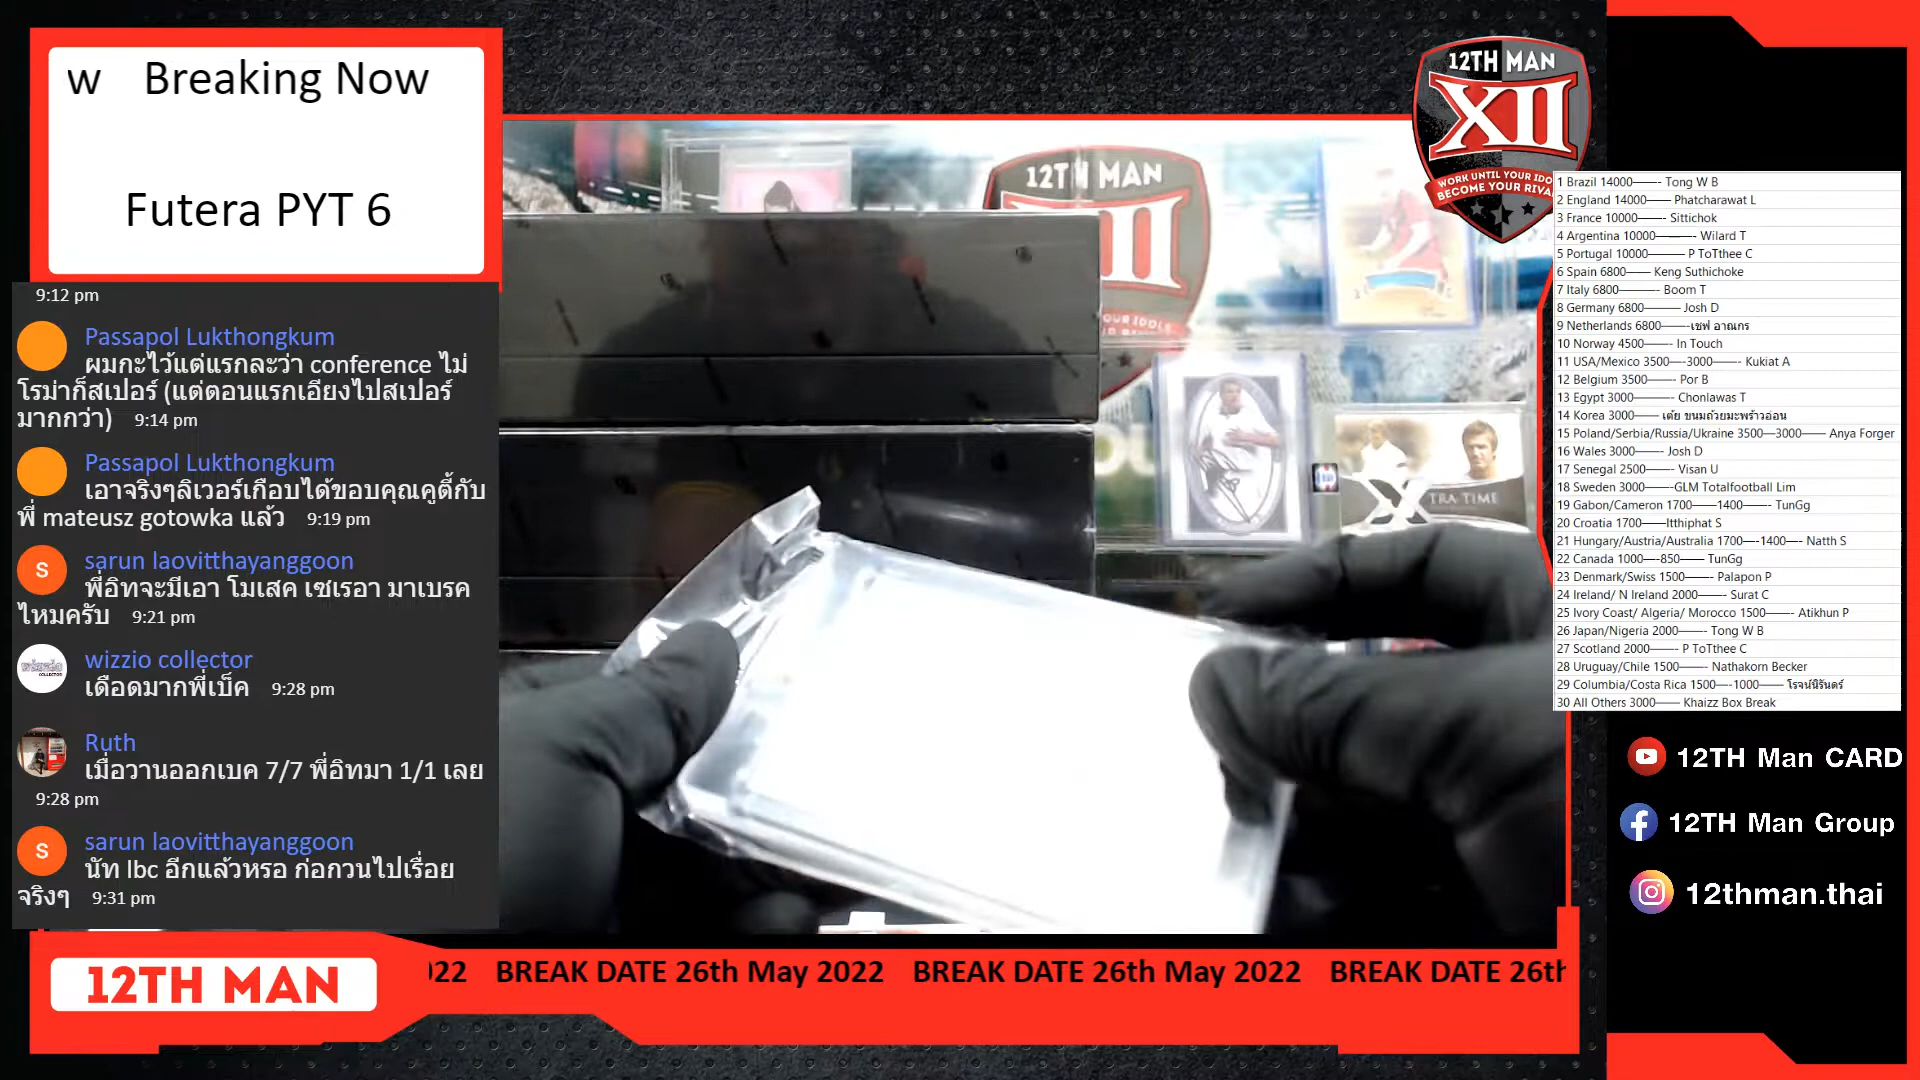 w Breaking Now
Futera PYT 6
9:12 pm
Passapol Lukthongkum
ผมกะไว้แต่แรกละว่า conference ไม่
โรม่าก็สเปอร์ (แต่ตอนแรกเอียงไปสเปอร์
มากกว่า) 9:14 pm
Passapol Lukthongkum
เอาจริงๆลิเวอร์เกือบได้ขอบคุณคูตี้กับ
พี่ mateusz gotowka แล้ว 9:19 pm
S sarun laovitthayanggoon
พี่อิทจะมีเอา โมเสค เซเรอา มาเบรค
ไหมครับ 9:21 pm
wizzio collector
เดือดมากพี่เบ็ค 9:28 pm
Ruth
เมื่อวานออกเบค 7/7 พี่อิทมา 1/1 เลย
9:28 pm
S sarun laovitthayanggoon
นัท lbc อีกแล้วหรอ ก่อกวนไปเรื่อย
จริงๆ 9:31 pm
12TH MAN
XII
12TH MAN
XII
WORK UNTIL YOUR IDO
BECOME YOUR RIVA
TRA TIME
1 Brazil 14000——- Tong W B
2 England 14000—— Phatcharawat L
3 France 10000——- Sittichok
4 Argentina 10000———- Wilard T
5 Portugal 10000——— P ToTthee C
6 Spain 6800—— Keng Suthichoke
7 Italy 6800———- Boom T
8 Germany 6800——— Josh D
9 Netherlands 6800——-เชฟ อาณกร
10 Norway 4500——- In Touch
11 USA/Mexico 3500—-3000——- Kukiat A
12 Belgium 3500——- Por B
13 Egypt 3000———- Chonlawas T
14 Korea 3000—— เต้ย ขนมถ้วยมะพร้าวอ่อน
15 Poland/Serbia/Russia/Ukraine 3500—3000—— Anya Forger
16 Wales 3000——- Josh D
17 Senegal 2500——- Visan U
18 Sweden 3000——-GLM Totalfootball Lim
19 Gabon/Cameron 1700——1400——- TunGg
20 Croatia 1700——Itthiphat S
21 Hungary/Austria/Australia 1700—-1400—- Natth S
22 Canada 1000—-850—— TunGg
23 Denmark/Swiss 1500——- Palapon P
24 Ireland/ N Ireland 2000——- Surat C
25 Ivory Coast/ Algeria/ Morocco 1500——- Atikhun P
26 Japan/Nigeria 2000——- Tong W B
27 Scotland 2000——- P ToTthee C
28 Uruguay/Chile 1500——- Nathakorn Becker
29 Columbia/Costa Rica 1500—-1000—— โรจน์นิรันดร์
30 All Others 3000—— Khaizz Box Break
12TH Man CARD
12TH Man Group
12thman.thai
12TH MAN
022 BREAK DATE 26th May 2022 BREAK DATE 26th May 2022 BREAK DATE 26th